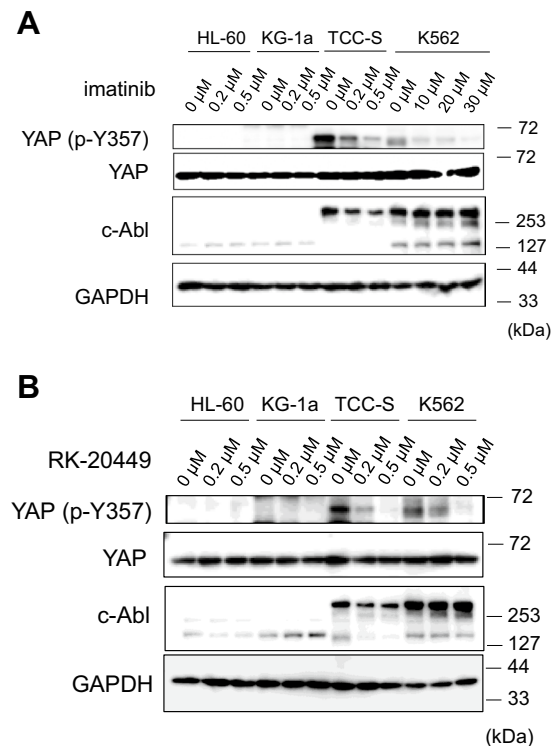 A
HL-60 KG-1a TCC-S K562
imatinib 0 µM 0.2 µM 0.5 µM 0 µM 0.2 µM 0.5 µM 0 µM 0.2 µM 0.5 µM 0 µM 10 µM 20 µM 30 µM
YAP (p-Y357) 72
YAP 72
c-Abl 253
127
44
GAPDH 33
(kDa)
B
HL-60 KG-1a TCC-S K562
RK-20449 0 µM 0.2 µM 0.5 µM 0 µM 0.2 µM 0.5 µM 0 µM 0.2 µM 0.5 µM 0 µM 0.2 µM 0.5 µM
YAP (p-Y357) 72
YAP 72
c-Abl 253
127
44
GAPDH 33
(kDa)